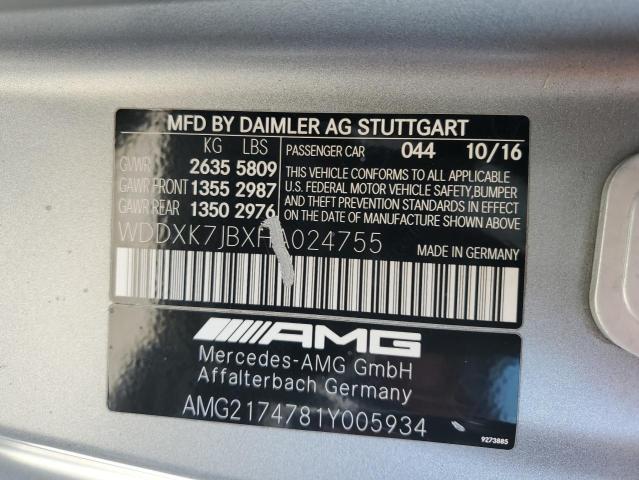 MFD BY DAIMLER AG STUTTGART
KG LBS
GVWR 2635 5809
GAWR FRONT 1355 2987
GAWR REAR 1350 2976
PASSENGER CAR 044 10/16
THIS VEHICLE CONFORMS TO ALL APPLICABLE
U.S. FEDERAL MOTOR VEHICLE SAFETY,BUMPER
AND THEFT PREVENTION STANDARDS IN EFFECT
ON THE DATE OF MANUFACTURE SHOWN ABOVE.
WDDXK7JBXHA024755
MADE IN GERMANY
AMG
Mercedes-AMG GmbH
Affalterbach Germany
AMG2174781Y005934
9273885